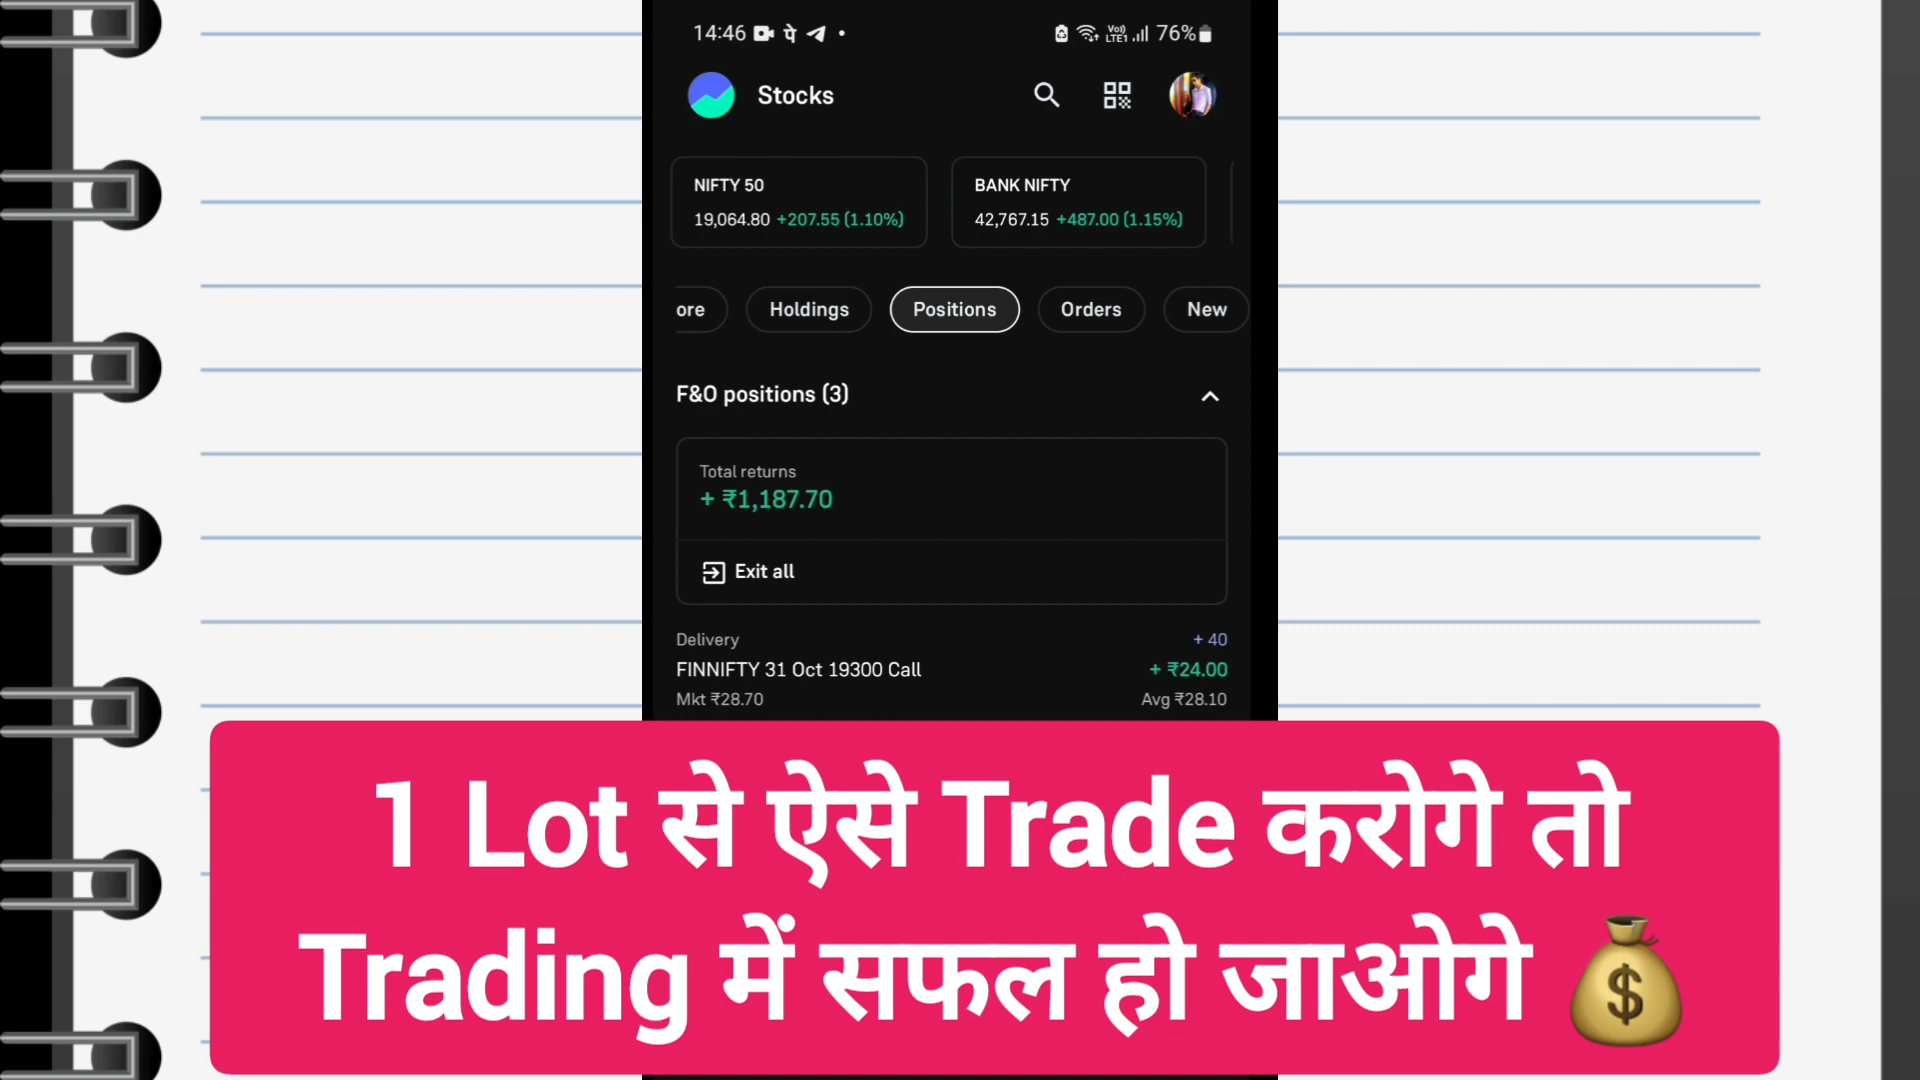 14:46 पे VoLTE1 76%
Stocks
NIFTY 50
19,064.80 +207.55 (1.10%)
BANK NIFTY
42,767.15 +487.00 (1.15%)
ore Holdings Positions Orders New
F&O positions (3)
Total returns
+ ₹1,187.70
Exit all
Delivery + 40
FINNIFTY 31 Oct 19300 Call + ₹24.00
Mkt ₹28.70 Avg ₹28.10
1 Lot से ऐसे Trade करोगे तो
Trading में सफल हो जाओगे 💰